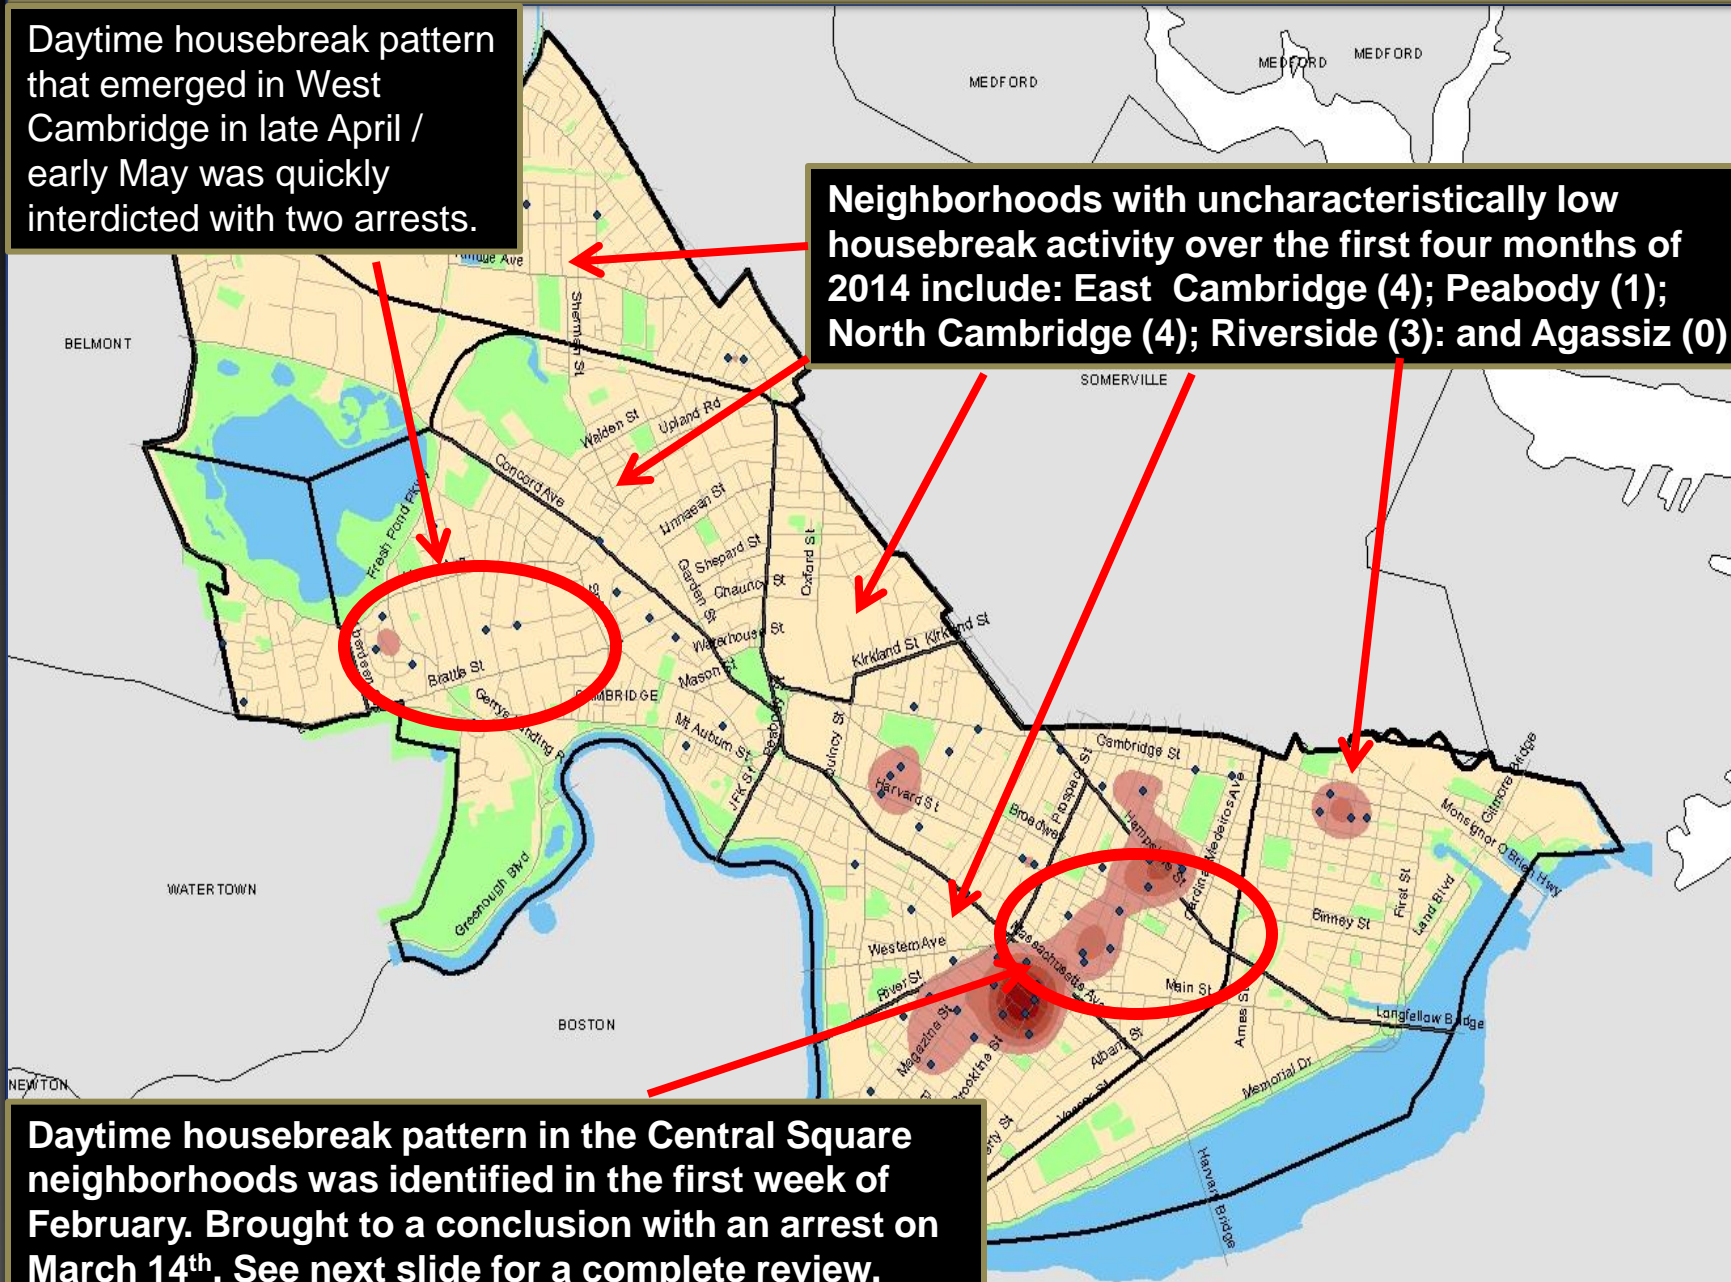 Daytime housebreak pattern
that emerged in West
Cambridge in late April /
early May was quickly
interdicted with two arrests.
MEDFORD
MEDFORD
MEDFORD
Neighborhoods with uncharacteristically low
housebreak activity over the first four months of
2014 include: East  Cambridge (4); Peabody (1);
North Cambridge (4); Riverside (3): and Agassiz (0)
Ave
Sherman St
BELMONT
SOMERVILLE
Walden St
Upland Rd
Concord Ave
Fresh Pond Pkwy
Linnaean St
Shepard St
Garden St
Chauncy St
Oxford St
Waterhouse St
Kirkland St
Kirkland St
Brattle St
Mason St
CAMBRIDGE
Gerrys Landing R
Mt Auburn St
Peabody St
Quincy St
JFK St
Harvard St
Broadway
Prospect St
Cambridge St
Hampshire St
Cardinal Medeiros Ave
Monsignor O'Brien Hwy
Gilmore Bridge
First St
Land Blvd
Binney St
WATERTOWN
Greenough Blvd
Western Ave
River St
Massachusetts Ave
Main St
Ames St
Longfellow Bridge
Magazine St
Brookline St
Albany St
Vassar St
Memorial Dr
BOSTON
NEWTON
Harvard Bridge
Daytime housebreak pattern in the Central Square
neighborhoods was identified in the first week of
February. Brought to a conclusion with an arrest on
March 14th. See next slide for a complete review.